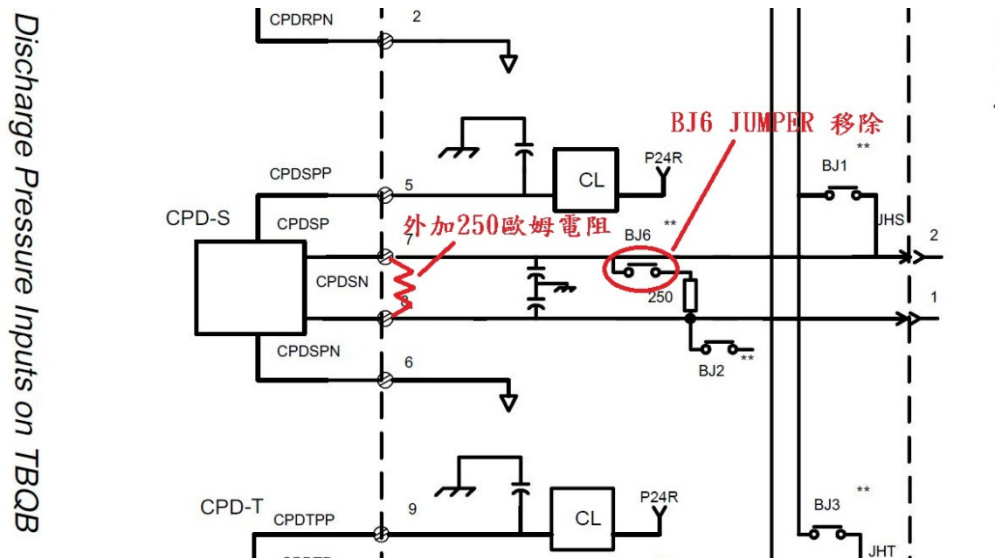 Discharge Pressure Inputs on TBQB
CPDRPN
2
BJ6 JUMPER 移除
**
BJ1
P24R
CL
CPDSPP
5
CPD-S
CPDSP
7
外加250歐姆電阻
**
BJ6
JHS
2
CPDSN
8
250
1
CPDSPN
6
BJ2
**
CPD-T
CPDTPP
9
CL
P24R
**
BJ3
JHT